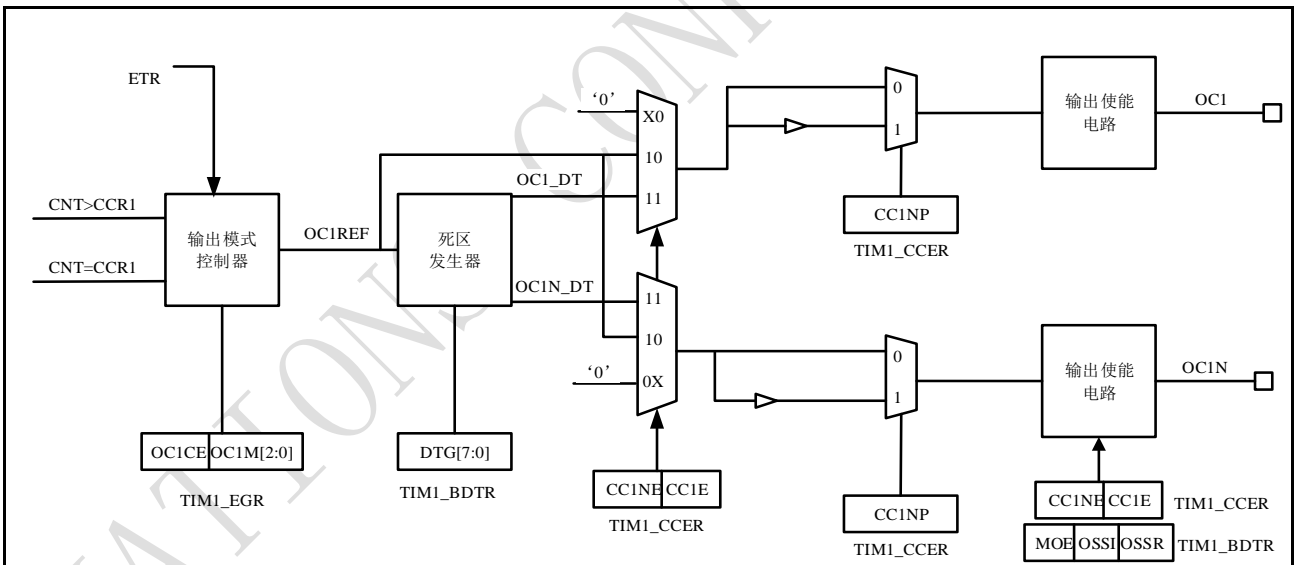 ETR
CNT>CCR1
CNT=CCR1
输出模式
控制器
OC1CE OC1M[2:0]
TIM1_EGR
OC1REF
死区
发生器
DTG[7:0]
TIM1_BDTR
OC1_DT
OC1N_DT
‘0’
X0
10
11
11
10
0X
‘0’
CC1NE CC1E
TIM1_CCER
0
1
CC1NP
TIM1_CCER
0
1
CC1NP
TIM1_CCER
输出使能
电路
OC1
输出使能
电路
OC1N
CC1NE CC1E
TIM1_CCER
MOE OSSI OSSR
TIM1_BDTR
ATIONS CON